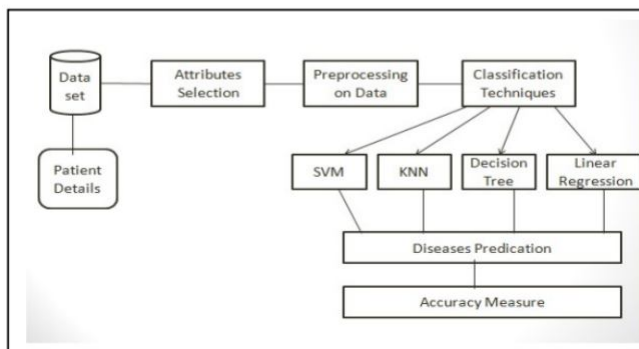 Data
set
Attributes
Selection
Preprocessing
on Data
Classification
Techniques
Patient
Details
SVM
KNN
Decision
Tree
Linear
Regression
Diseases Predication
Accuracy Measure